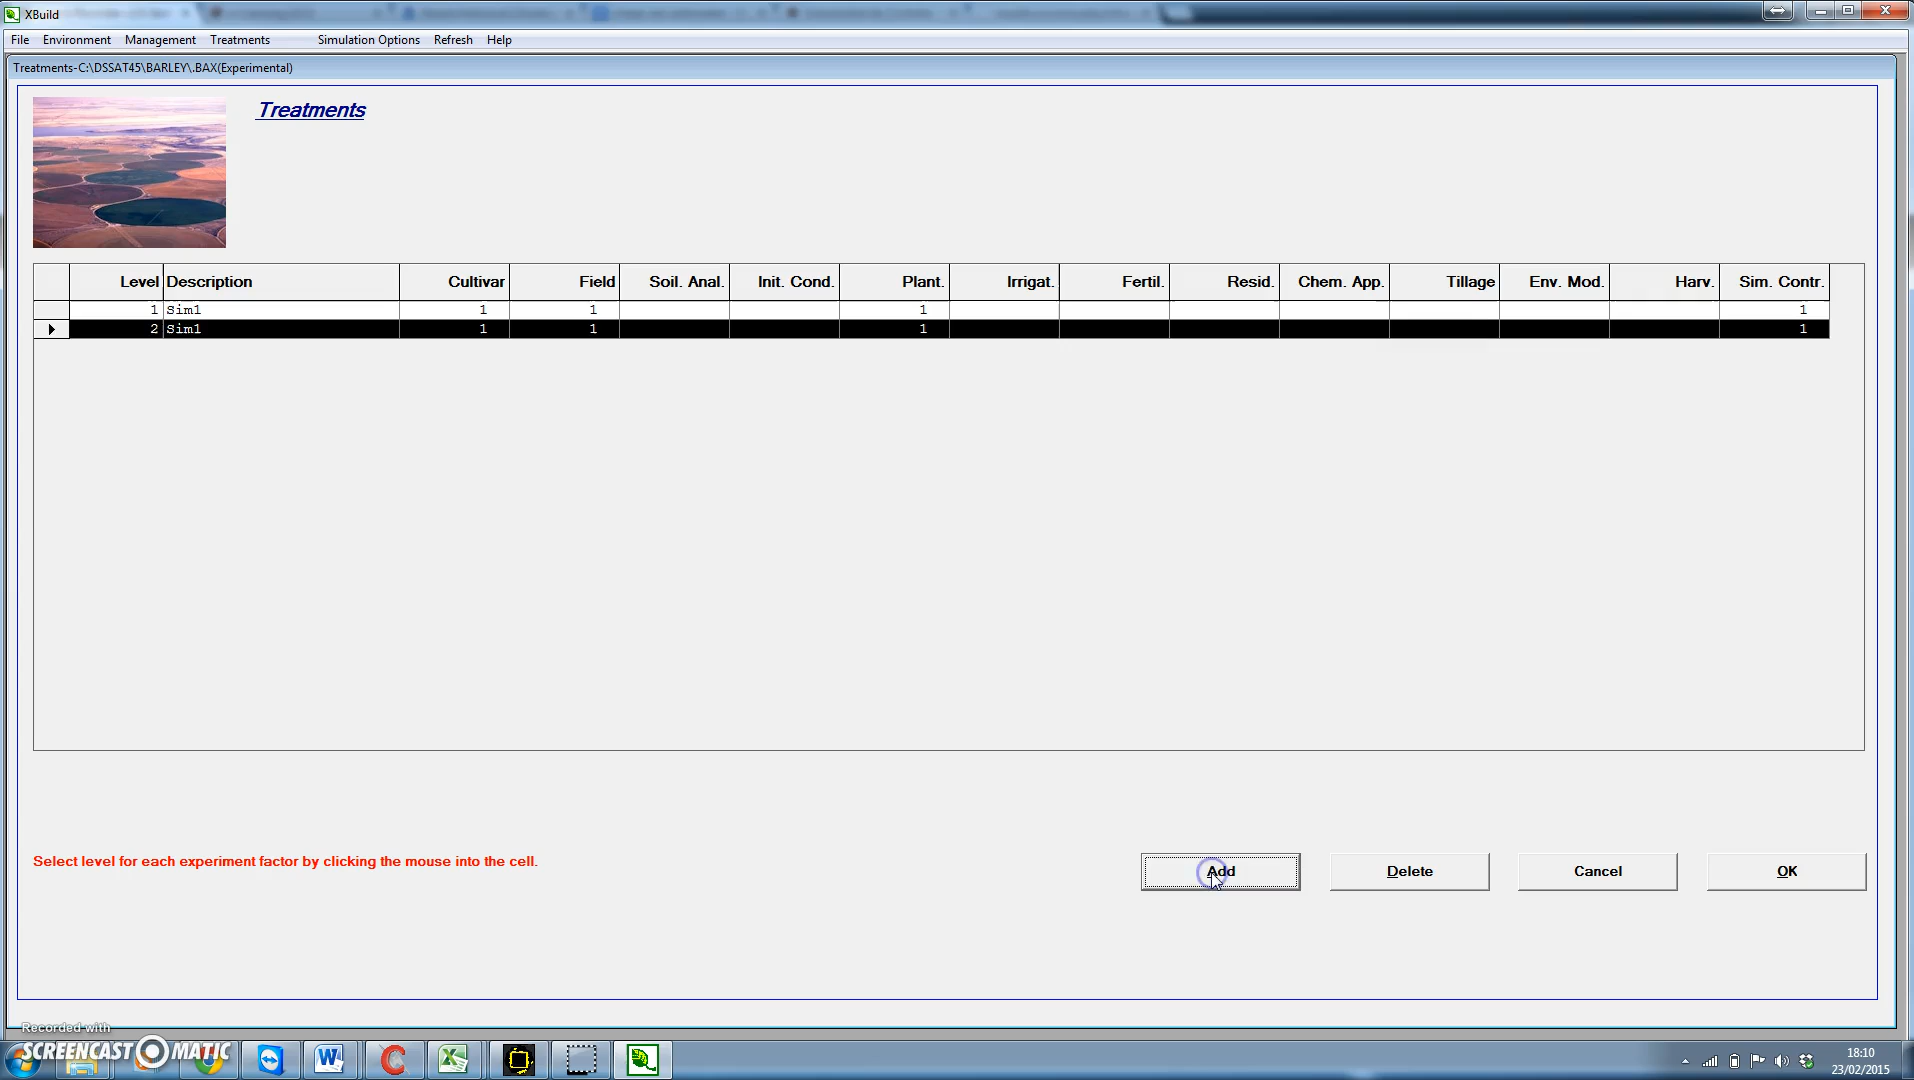 XBuild
File Environment Management Treatments Simulation Options Refresh Help
Treatments-C:\DSSAT45\BARLEY\.BAX(Experimental)
Treatments
Level Description Cultivar Field Soil. Anal. Init. Cond. Plant. Irrigat. Fertil. Resid. Chem. App. Tillage Env. Mod. Harv. Sim. Contr.
1 Sim1 1 1 1 1
2 Sim1 1 1 1 1
Select level for each experiment factor by clicking the mouse into the cell.
Add Delete Cancel OK
Recorded with
SCREENCAST MATIC
18:10
23/02/2015